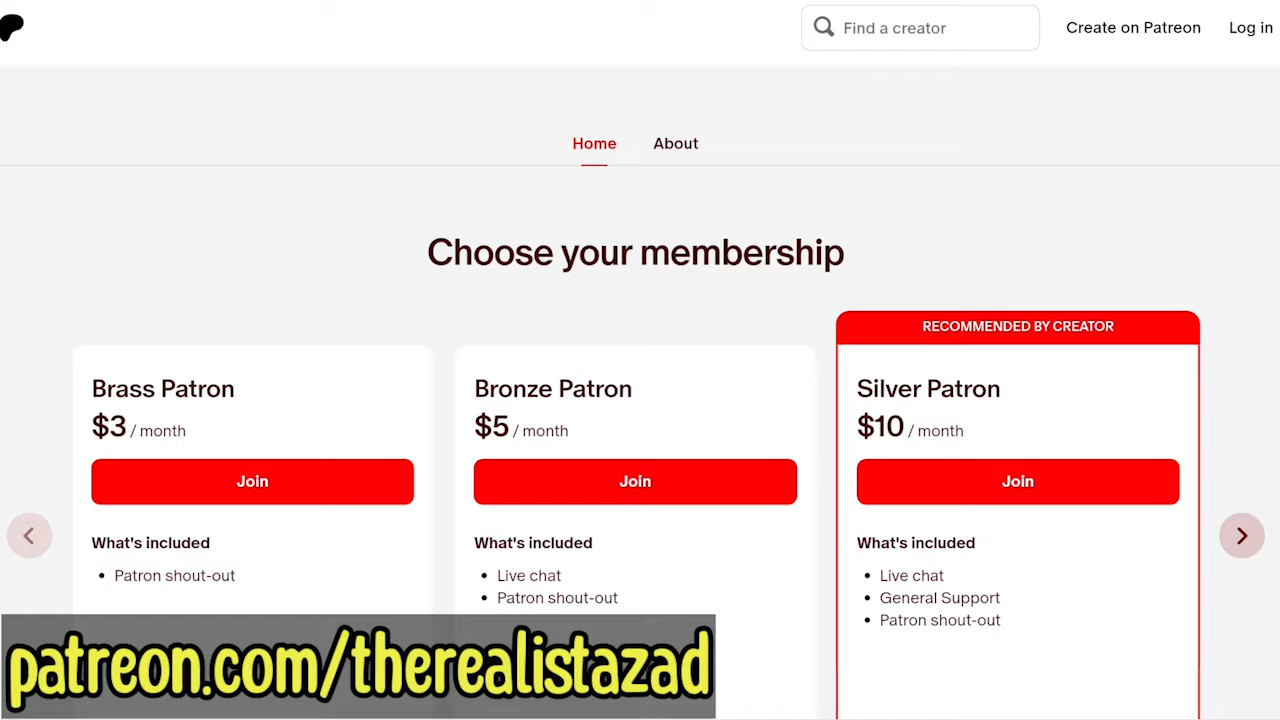 Find a creator
Create on Patreon
Log in
Home
About
Choose your membership
RECOMMENDED BY CREATOR
Brass Patron
$3 / month
Join
What's included
• Patron shout-out
Bronze Patron
$5 / month
Join
What's included
• Live chat
• Patron shout-out
Silver Patron
$10 / month
Join
What's included
• Live chat
• General Support
• Patron shout-out
patreon.com/therealistazad